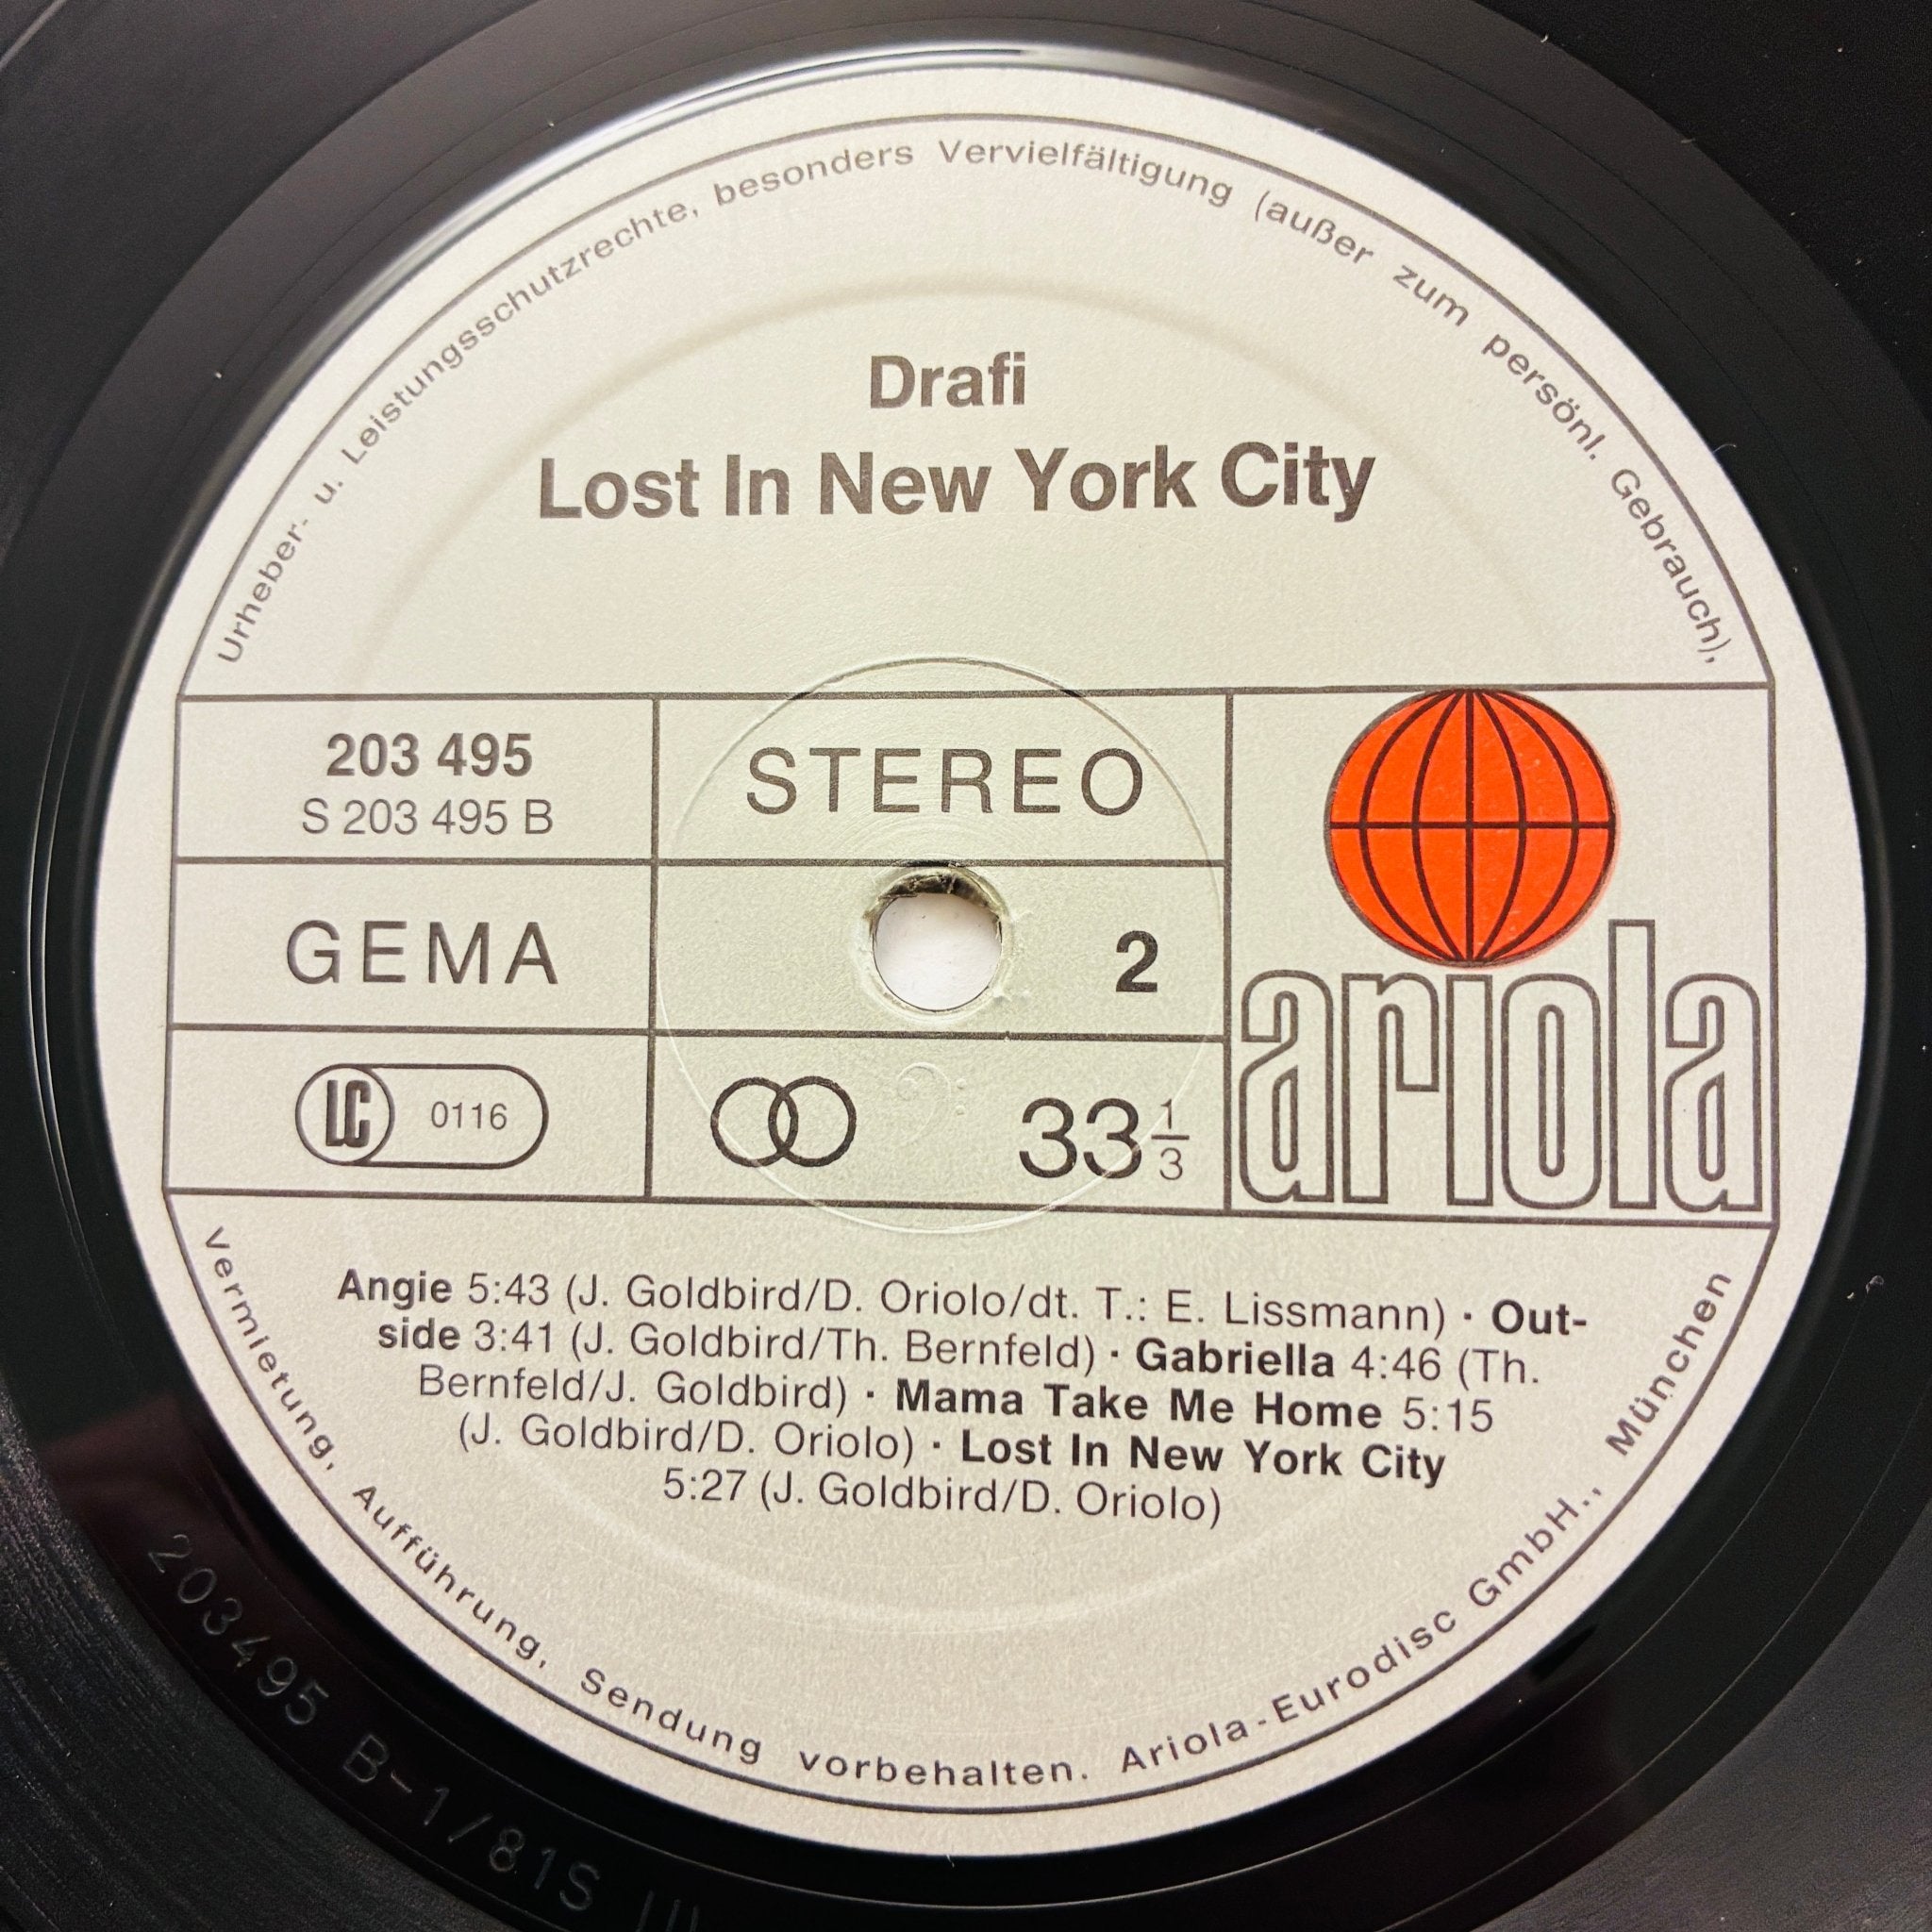 Urheber- u. Leistungsschutzrechte, besonders Vervielfältigung (außer zum persönl. Gebrauch),
Drafi
Lost In New York City
203 495
S 203 495 B
STEREO
GEMA
2
LC 0116
33 1/3
ariola
Angie 5:43 (J. Goldbird/D. Oriolo/dt. T.: E. Lissmann) · Out-
side 3:41 (J. Goldbird/Th. Bernfeld) · Gabriella 4:46 (Th.
Bernfeld/J. Goldbird) · Mama Take Me Home 5:15
(J. Goldbird/D. Oriolo) · Lost In New York City
5:27 (J. Goldbird/D. Oriolo)
Vermietung, Aufführung, Sendung vorbehalten. Ariola-Eurodisc GmbH., München
203495 B-1/81S III